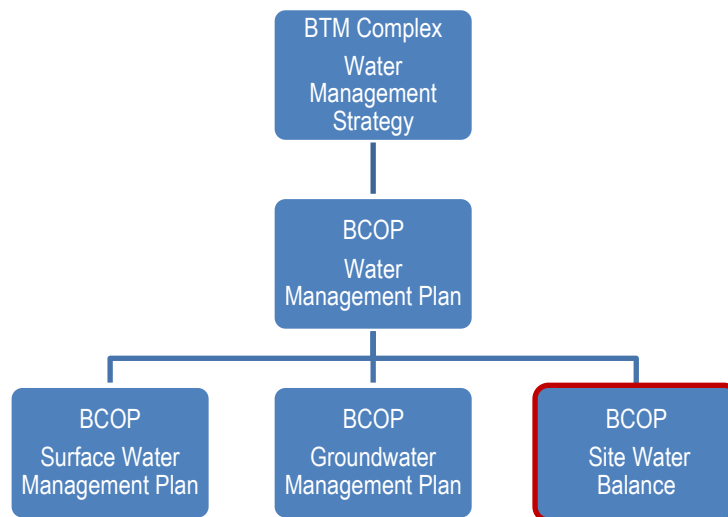 BTM Complex
Water
Management
Strategy
BCOP
Water
Management Plan
BCOP
Surface Water
Management Plan
BCOP
Groundwater
Management Plan
BCOP
Site Water
Balance